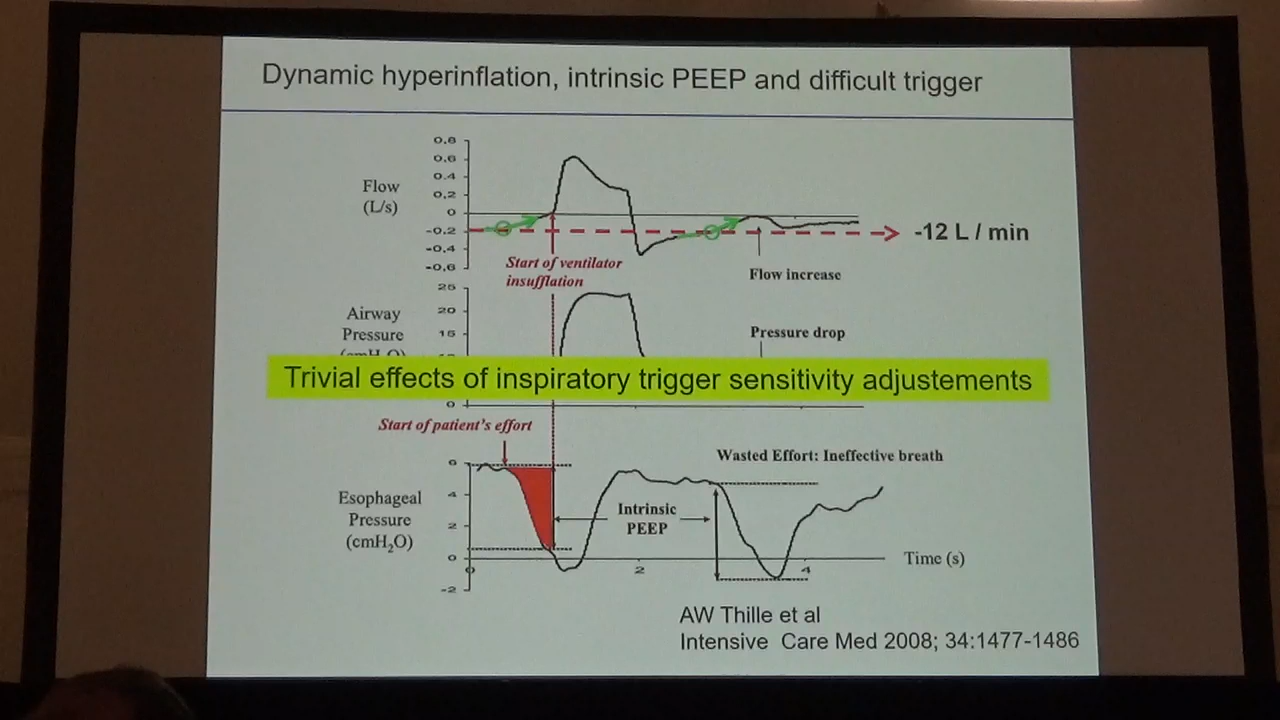 Dynamic hyperinflation, intrinsic PEEP and difficult trigger
0.8
0.6
0.4
0.2
0
-0.2
-0.4
-0.6
Flow
(L/s)
-12 L / min
Start of ventilator
insufflation
Flow increase
25
20
15
Airway
Pressure
(cmH₂O)
Pressure drop
Trivial effects of inspiratory trigger sensitivity adjustements
0
Start of patient's effort
Wasted Effort: Ineffective breath
6
4
2
0
-2
Esophageal
Pressure
(cmH₂O)
Intrinsic
PEEP
0
2
4
Time (s)
AW Thille et al
Intensive Care Med 2008; 34:1477-1486